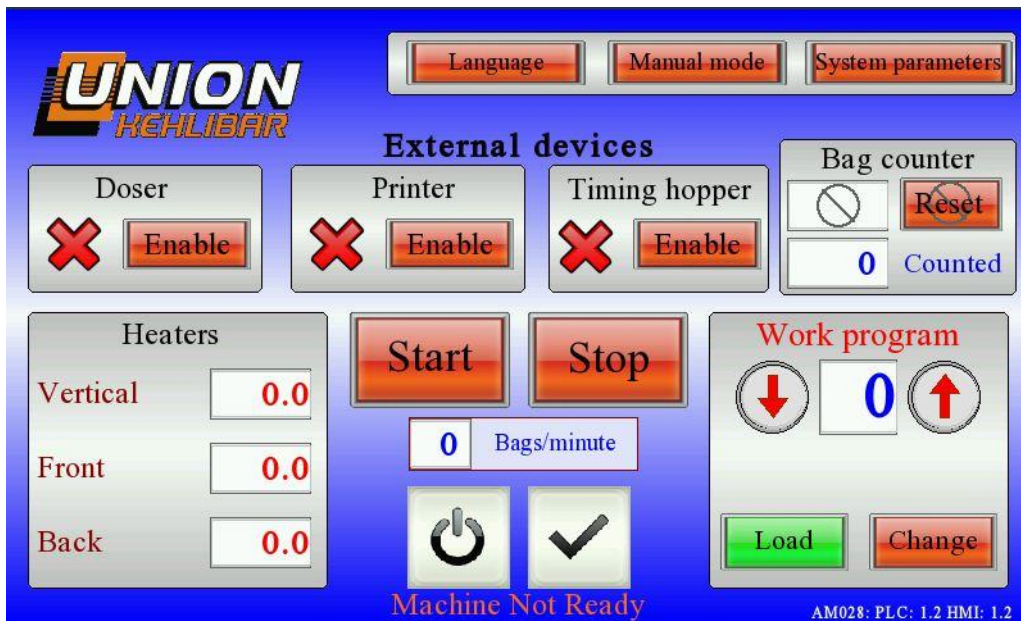 UNION
KEHLIBAR
Language
Manual mode
System parameters
External devices
Doser
Enable
Printer
Enable
Timing hopper
Enable
Bag counter
Reset
0 Counted
Heaters
Vertical 0.0
Front 0.0
Back 0.0
Start
Stop
0 Bags/minute
Machine Not Ready
Work program
0
Load
Change
AM028: PLC: 1.2 HMI: 1.2